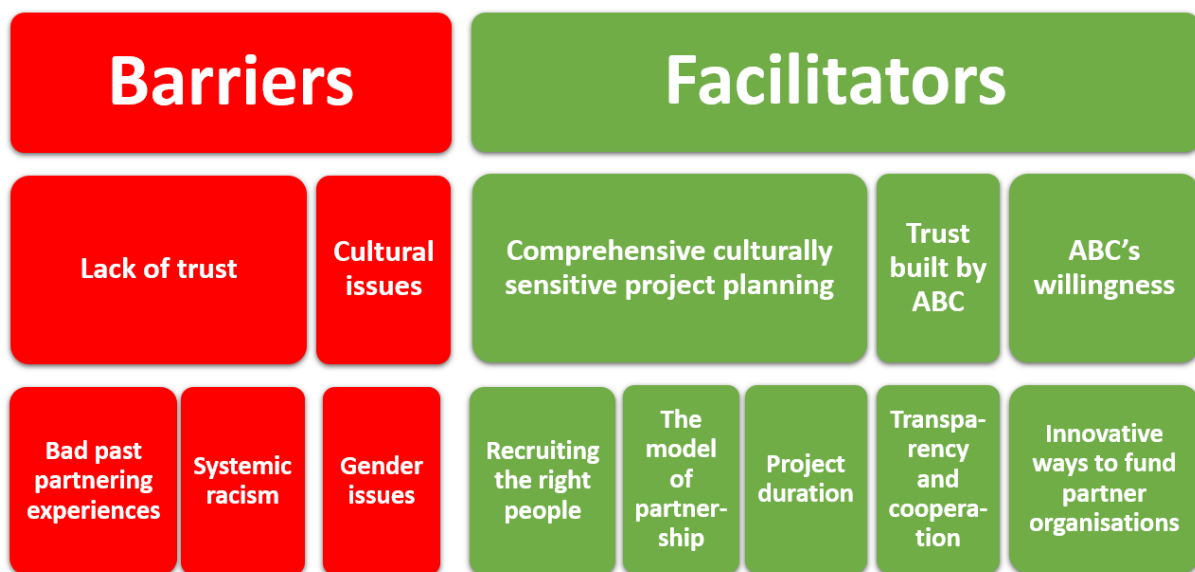 Barriers
Facilitators
Lack of trust
Cultural
issues
Comprehensive culturally
sensitive project planning
Trust
built by
ABC
ABC’s
willingness
Bad past
partnering
experiences
Systemic
racism
Gender
issues
Recruiting
the right
people
The
model
of
partner-
ship
Project
duration
Transpa-
rency
and
coopera-
tion
Innovative
ways to fund
partner
organisations